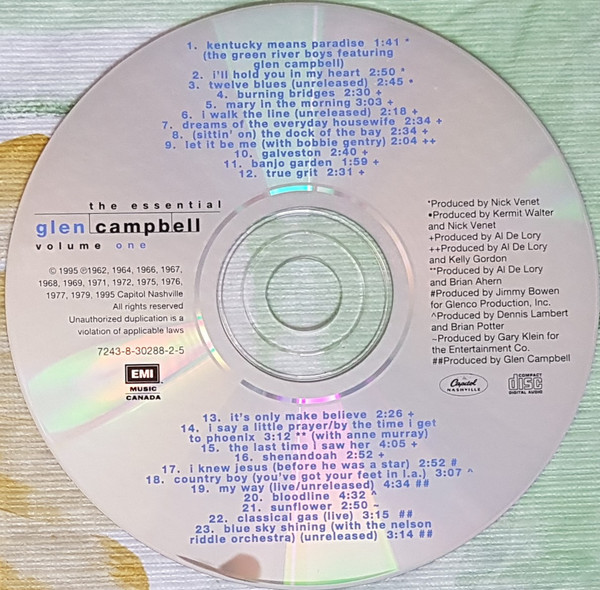 1. kentucky means paradise 1:41 *
(the green river boys featuring
glen campbell)
2. i'll hold you in my heart 2:50 *
3. twelve blues (unreleased) 2:45 •
4. burning bridges 2:30 +
5. mary in the morning 3:03 +
6. i walk the line (unreleased) 2:18 +
7. dreams of the everyday housewife 2:34 +
8. (sittin' on) the dock of the bay 2:34 +
9. let it be me (with bobbie gentry) 2:04 ++
10. galveston 2:40 +
11. banjo garden 1:59 +
12. true grit 2:31 +
the essential
glen campbell
volume one
© 1995 ℗1962, 1964, 1966, 1967,
1968, 1969, 1971, 1972, 1975, 1976,
1977, 1979, 1995 Capitol Nashville
All rights reserved
Unauthorized duplication is a
violation of applicable laws
7243-8-30288-2-5
EMI
MUSIC
CANADA
*Produced by Nick Venet
•Produced by Kermit Walter
and Nick Venet
+Produced by Al De Lory
++Produced by Al De Lory
and Kelly Gordon
**Produced by Al De Lory
and Brian Ahern
#Produced by Jimmy Bowen
for Glenco Production, Inc.
^Produced by Dennis Lambert
and Brian Potter
~Produced by Gary Klein for
the Entertainment Co.
##Produced by Glen Campbell
Capitol
NASHVILLE
COMPACT
disc
DIGITAL AUDIO
13. it's only make believe 2:26 +
14. i say a little prayer/by the time i get
to phoenix 3:12 ** (with anne murray)
15. the last time i saw her 4:05 +
16. shenandoah 2:52 +
17. i knew jesus (before he was a star) 2:52 #
18. country boy (you've got your feet in l.a.) 3:07 ^
19. my way (live/unreleased) 4:34 ##
20. bloodline 4:32 ^
21. sunflower 2:50 ~
22. classical gas (live) 3:15 ##
23. blue sky shining (with the nelson
riddle orchestra) (unreleased) 3:14 ##